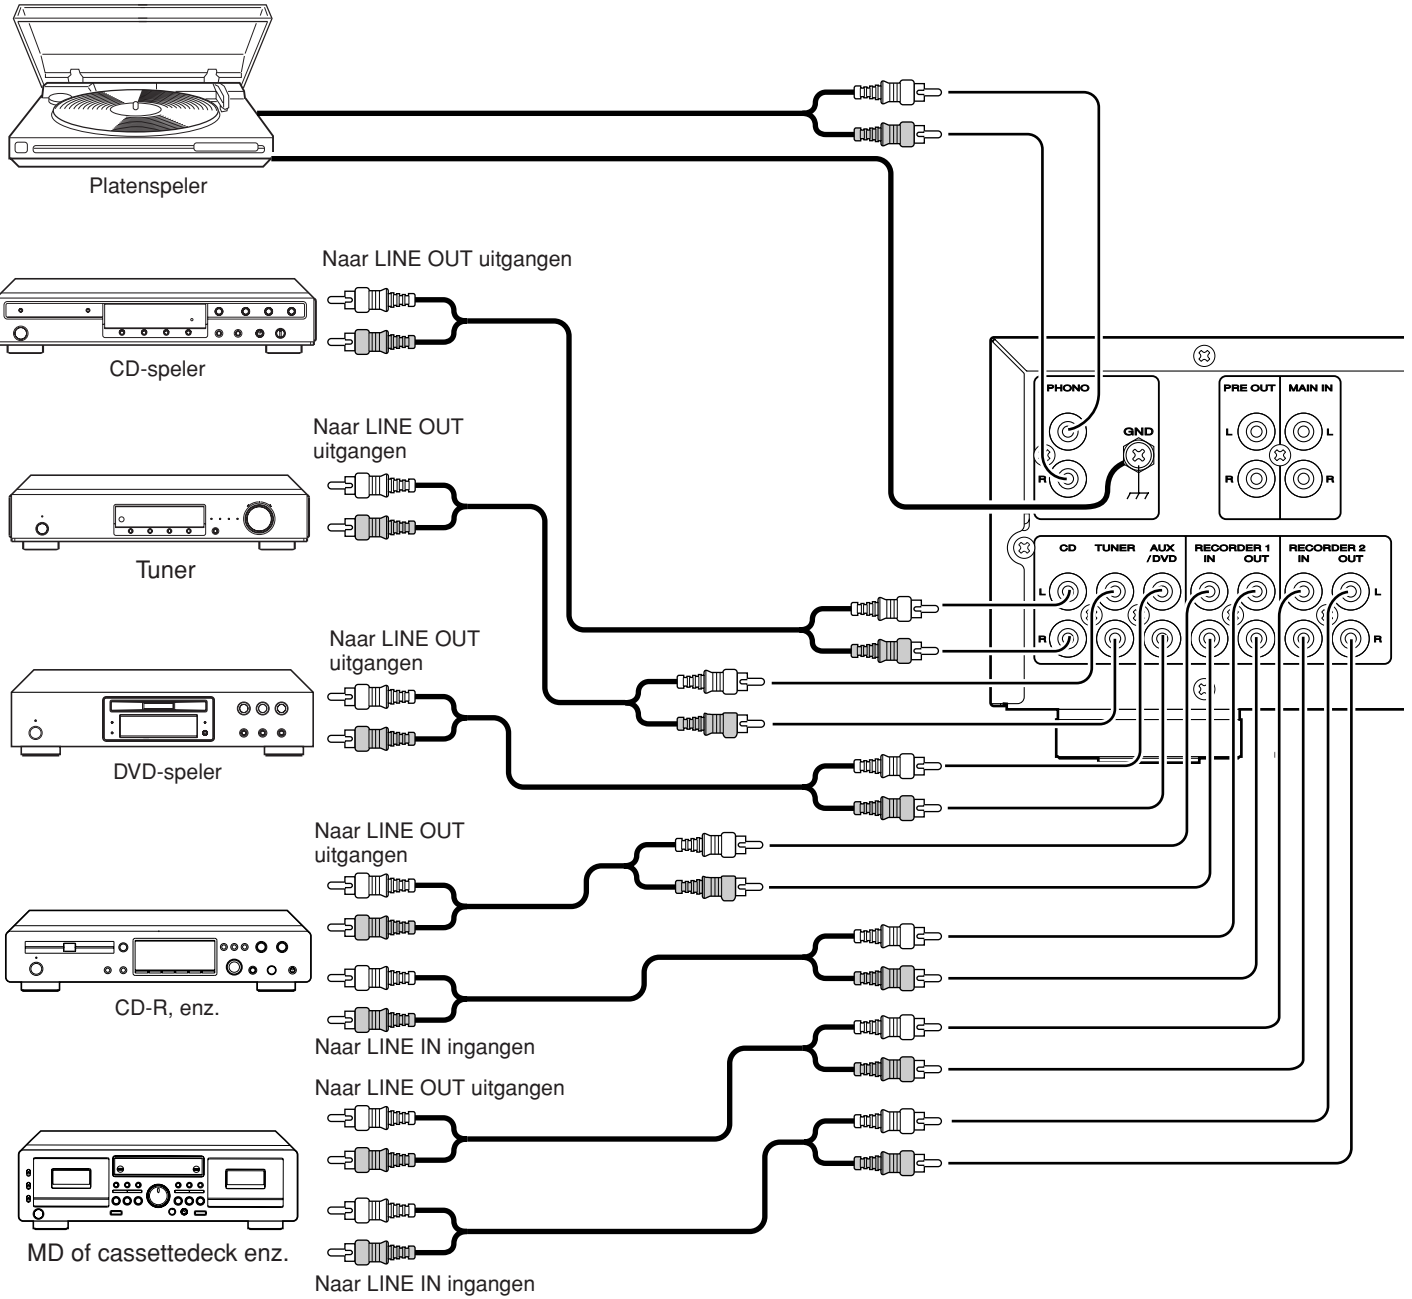 Platenspeler
Naar LINE OUT uitgangen
CD-speler
Naar LINE OUT
uitgangen
Tuner
Naar LINE OUT
uitgangen
DVD-speler
Naar LINE OUT
uitgangen
CD-R, enz.
Naar LINE IN ingangen
Naar LINE OUT uitgangen
MD of cassettedeck enz.
Naar LINE IN ingangen
PHONO
GND
R
PRE OUT MAIN IN
L L
R R
CD TUNER AUX RECORDER 1 RECORDER 2
/DVD IN OUT IN OUT
L L
R R